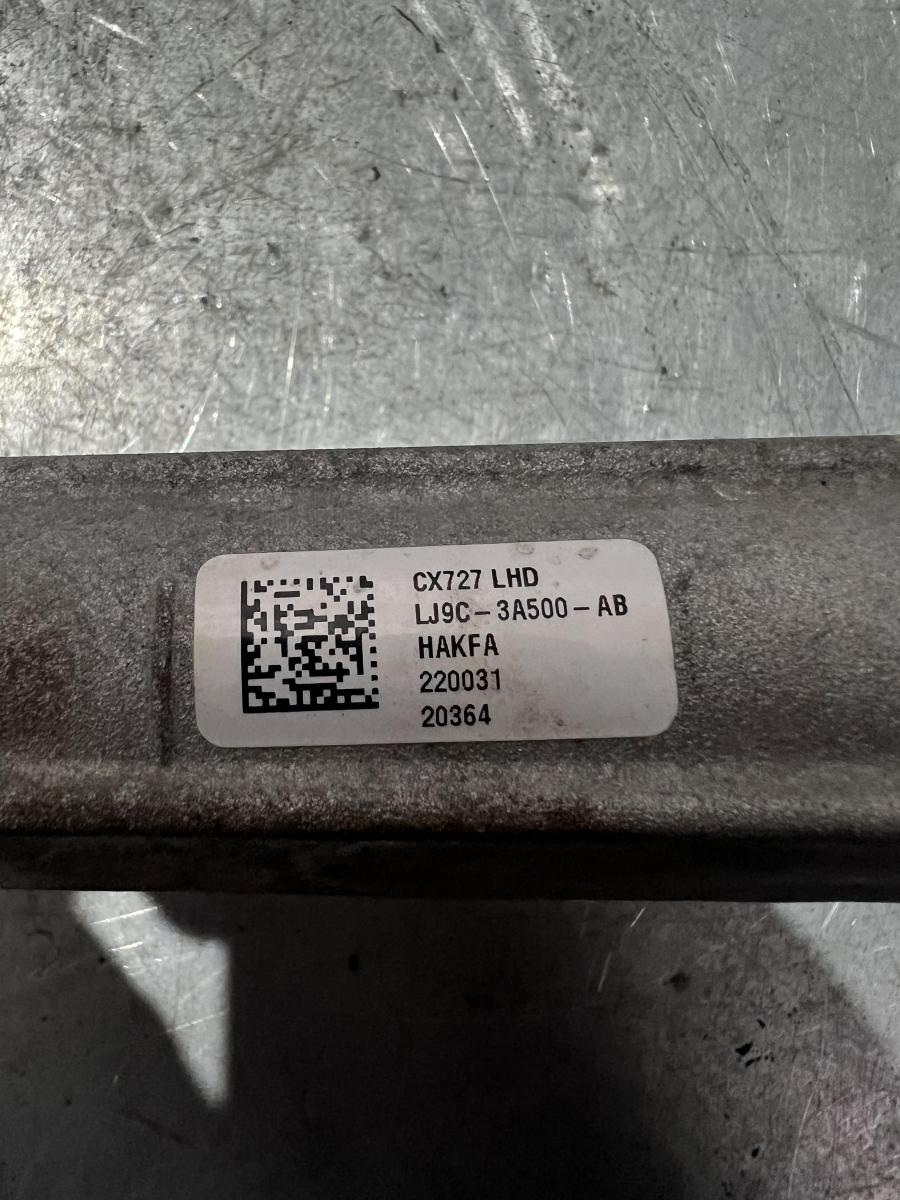 CX727 LHD
LJ9C-3A500-AB
HAKFA
220031
20364